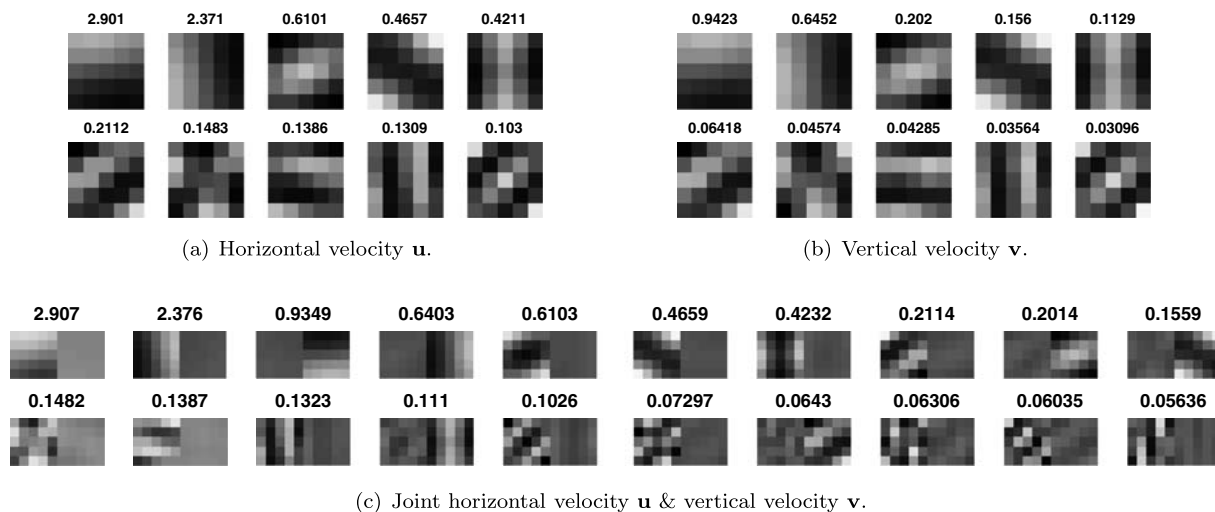 2.901 2.371 0.6101 0.4657 0.4211
0.2112 0.1483 0.1386 0.1309 0.103
(a) Horizontal velocity u.
0.9423 0.6452 0.202 0.156 0.1129
0.06418 0.04574 0.04285 0.03564 0.03096
(b) Vertical velocity v.
2.907 2.376 0.9349 0.6403 0.6103 0.4659 0.4232 0.2114 0.2014 0.1559
0.1482 0.1387 0.1323 0.111 0.1026 0.07297 0.0643 0.06306 0.06035 0.05636
(c) Joint horizontal velocity u & vertical velocity v.